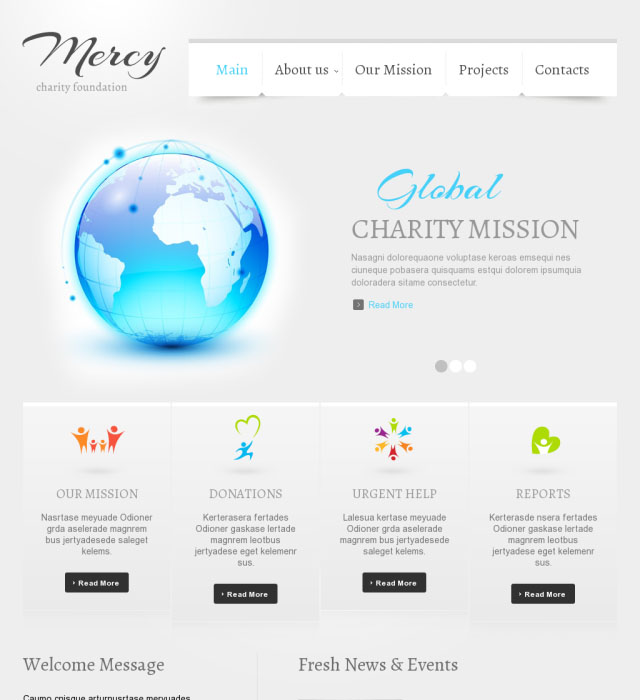 Mercy
charity foundation
Main About us Our Mission Projects Contacts
Global
CHARITY MISSION
Nasagni dolorequaone voluptase keroas emsequi nes
ciuneque pobasera quisquams estqui dolorem ipsumquia
doloradera sitame consectetur.
Read More
OUR MISSION
Nasrtase meyuade Odioner
grda aselerade magnrem
bus jertyadesede saleget
kelems.
Read More
DONATIONS
Kerterasera fertades
Odioner gaskase lertade
magnrem leotbus
jertyadese eget kelemenr
sus.
Read More
URGENT HELP
Lalesua kertase meyuade
Odioner grda aselerade
magnrem bus jertyadesede
saleget kelems.
Read More
REPORTS
Kerterasde nsera fertades
Odioner gaskase lertade
magnrem leotbus
jertyadese eget kelemenr
sus.
Read More
Welcome Message
Caumo cnisque arturnusrtase mervuades
Fresh News & Events